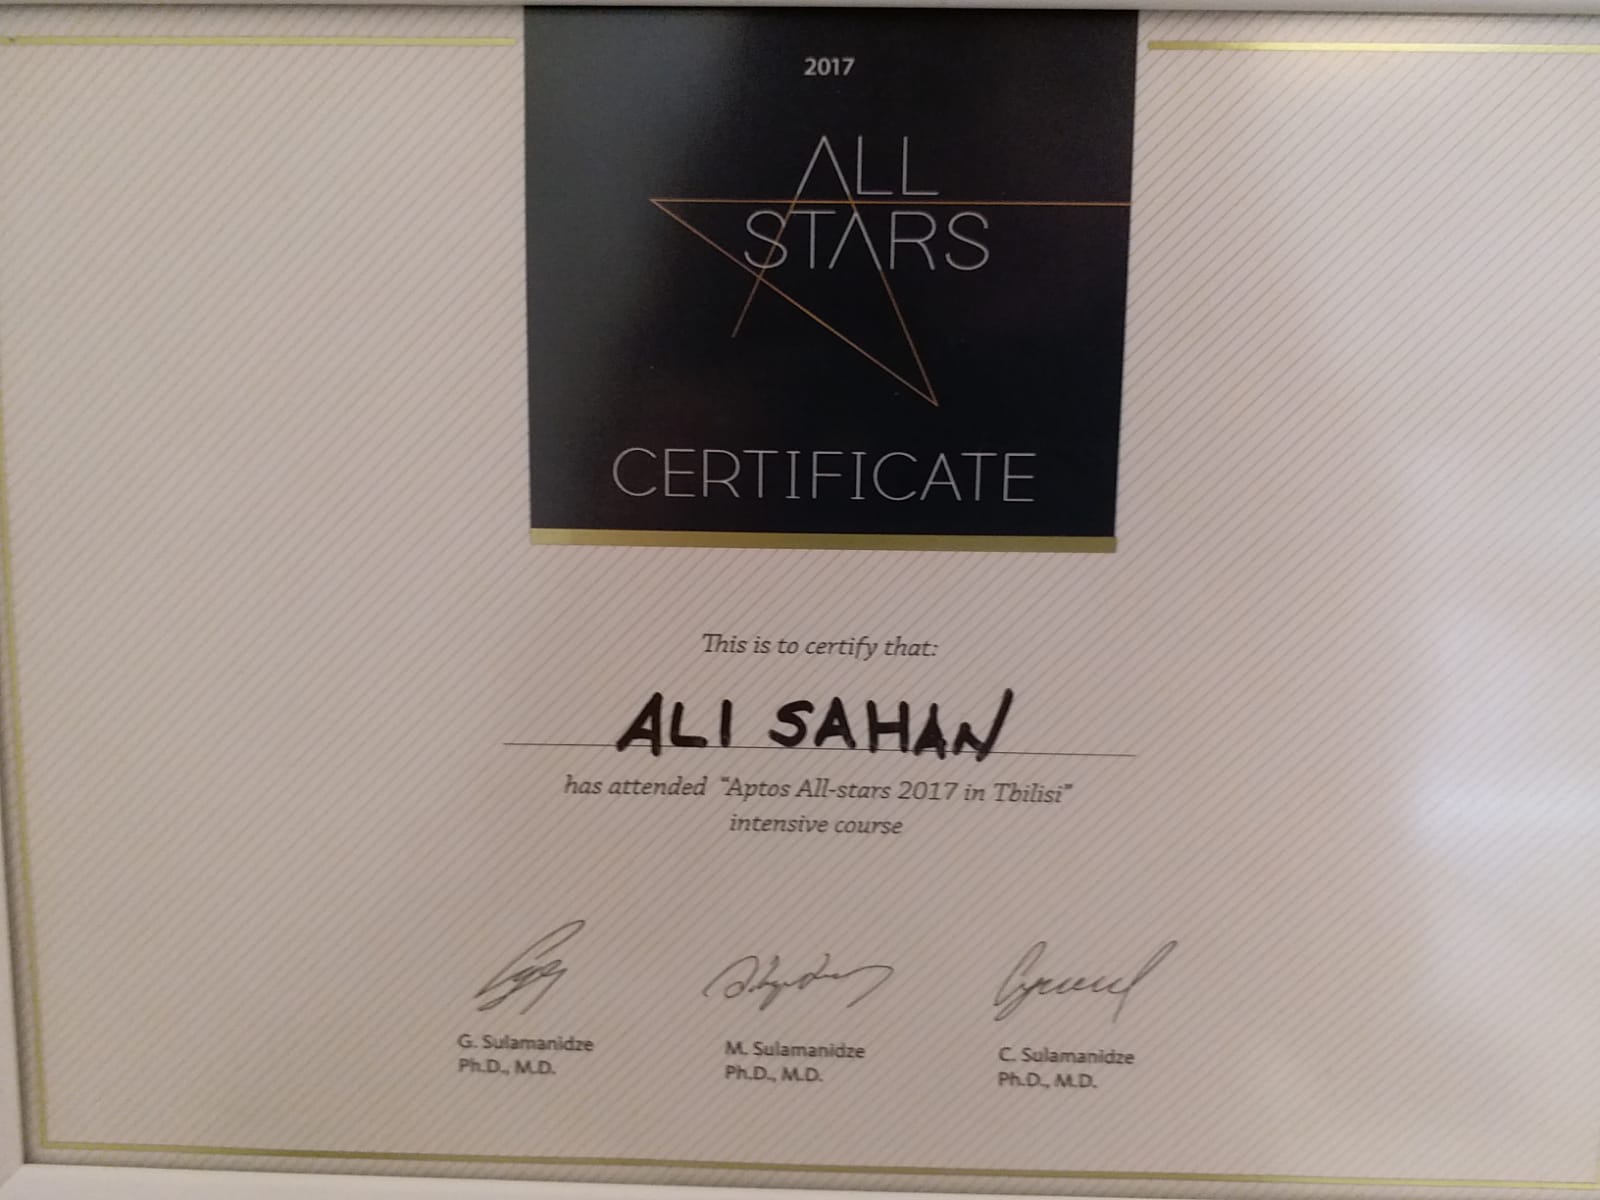 2017
ALL
STARS
CERTIFICATE
This is to certify that:
ALI SAHAN
has attended "Aptos All-stars 2017 in Tbilisi"
intensive course
G. Sulamanidze
Ph.D., M.D.
M. Sulamanidze
Ph.D., M.D.
C. Sulamanidze
Ph.D., M.D.